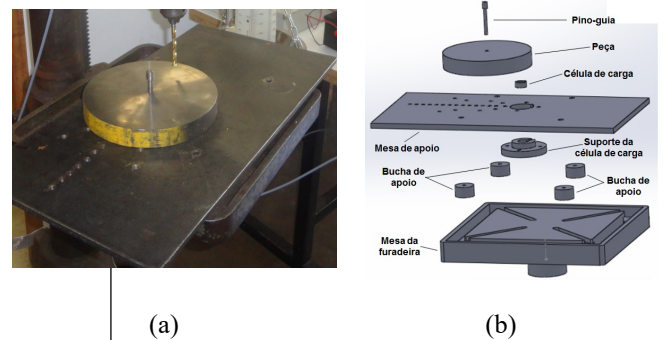 Pino-guia
Peça
Célula de carga
Mesa de apoio
Suporte da
célula de carga
Bucha de
apoio
Bucha de
apoio
Mesa da
furadeira
(a)
(b)